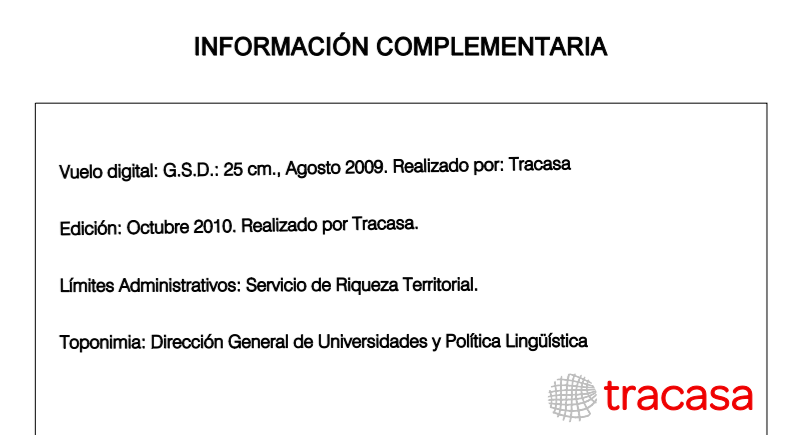 INFORMACIÓN COMPLEMENTARIA
Vuelo digital: G.S.D.: 25 cm., Agosto 2009. Realizado por: Tracasa
Edición: Octubre 2010. Realizado por Tracasa.
Límites Administrativos: Servicio de Riqueza Territorial.
Toponimia: Dirección General de Universidades y Política Lingüística
tracasa